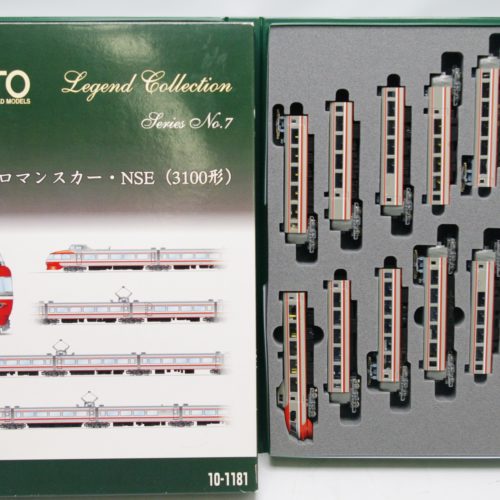 TO
D MODELS
Legend Collection
Series No.7
ロマンスカー・NSE（3100形）
10-1181